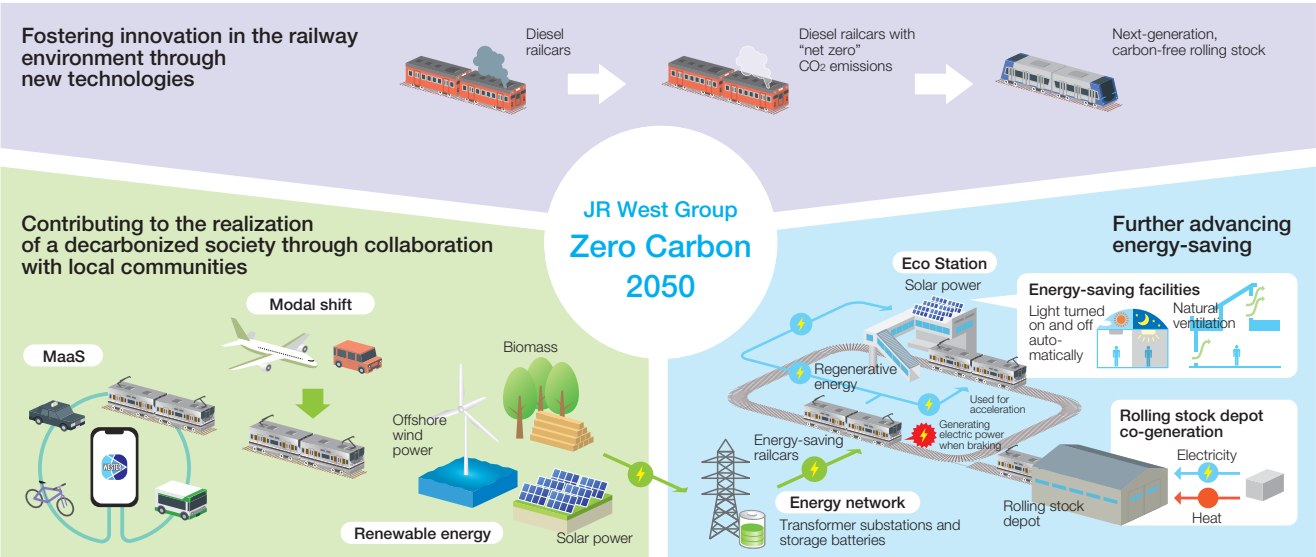 Fostering innovation in the railway
environment through
new technologies
Diesel
railcars
Diesel railcars with
“net zero”
CO2 emissions
Next-generation,
carbon-free rolling stock
JR West Group
Zero Carbon
2050
Contributing to the realization
of a decarbonized society through collaboration
with local communities
Modal shift
MaaS
Biomass
Offshore
wind
power
Renewable energy
Solar power
Further advancing
energy-saving
Eco Station
Solar power
Energy-saving facilities
Light turned
on and off
auto-
matically
Natural
ventilation
Regenerative
energy
Used for
acceleration
Generating
electric power
when braking
Energy-saving
railcars
Energy network
Transformer substations and
storage batteries
Rolling stock depot
co-generation
Electricity
Heat
Rolling stock
depot